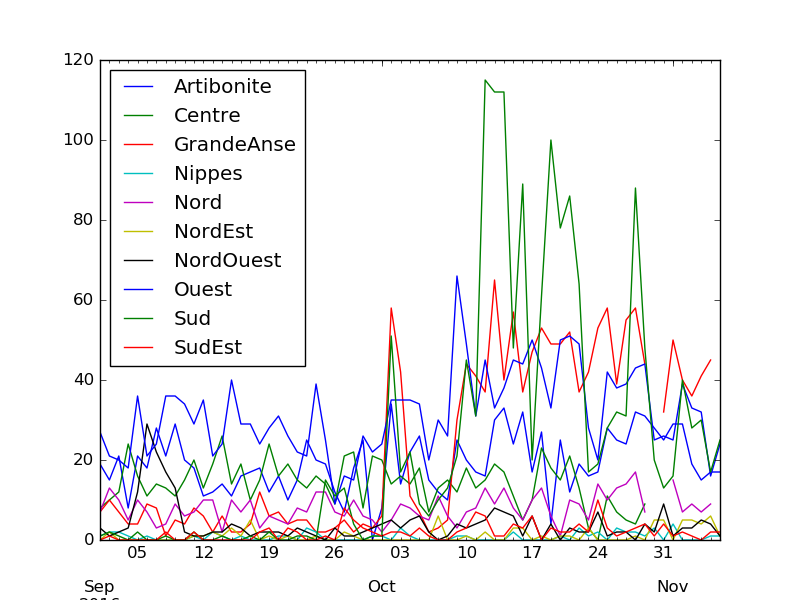 120
100
80
60
40
20
0
Artibonite
Centre
GrandeAnse
Nippes
Nord
NordEst
NordOuest
Ouest
Sud
SudEst
05 12 19 26 03 10 17 24 31
Sep Oct Nov
2016